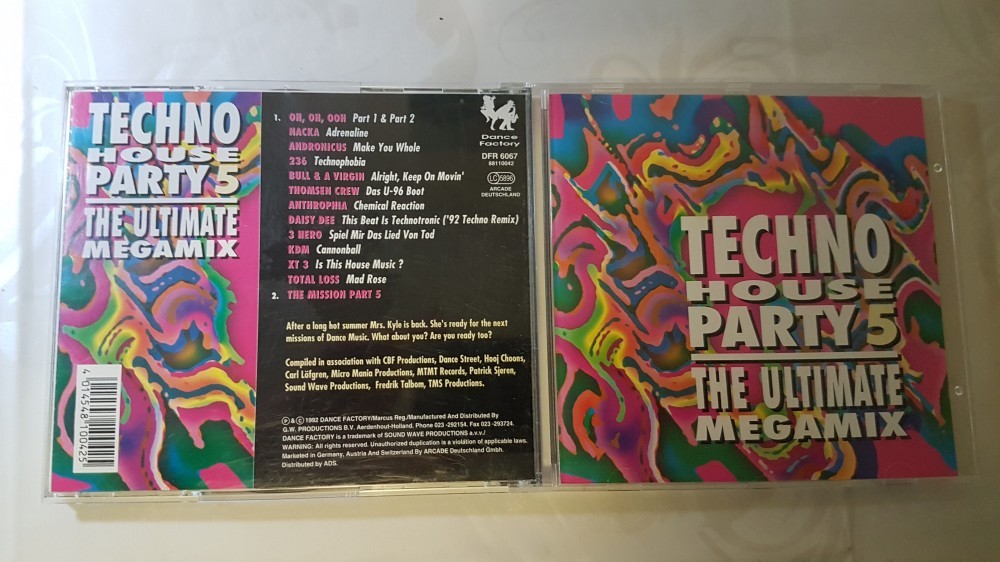 TECHNO
HOUSE
PARTY 5
THE ULTIMATE
MEGAMIX
4 014548 100425
1. OH, OH, OOH Part 1 & Part 2
NACKA Adrenaline
ANDRONICUS Make You Whole
236 Technophobia
BULL & A VIRGIN Alright, Keep On Movin'
THOMSEN CREW Das U-96 Boot
ANTHROPHIA Chemical Reaction
DAISY DEE This Beat Is Technotronic ('92 Techno Remix)
3 HERO Spiel Mir Das Lied Von Tod
KDM Cannonball
XT 3 Is This House Music ?
TOTAL LOSS Mad Rose
2. THE MISSION PART 5
After a long hot summer Mrs. Kyle is back. She's ready for the next
missions of Dance Music. What about you? Are you ready too?
Compiled in association with CBF Productions, Dance Street, Hooj Choons,
Carl Löfgren, Micro Mania Productions, MTMT Records, Patrick Sjeren,
Sound Wave Productions, Fredrik Talbom, TMS Productions.
℗ & © 1992 DANCE FACTORY/Marcus Reg./Manufactured And Distributed By
G.W. PRODUCTIONS B.V. Aerdenhout-Holland, Phone 023 -292154. Fax 023 -293724.
DANCE FACTORY is a trademark of SOUND WAVE PRODUCTIONS a.v.v./
WARNING: All rights reserved. Unauthorized duplication is a violation of applicable laws.
Marketed in Germany, Austria And Switzerland By ARCADE Deutschland Gmbh.
Distributed by ADS.
Dance
Factory
DFR 6067
88110042
LC 5896
ARCADE
DEUTSCHLAND
TECHNO
HOUSE
PARTY 5
THE ULTIMATE
MEGAMIX